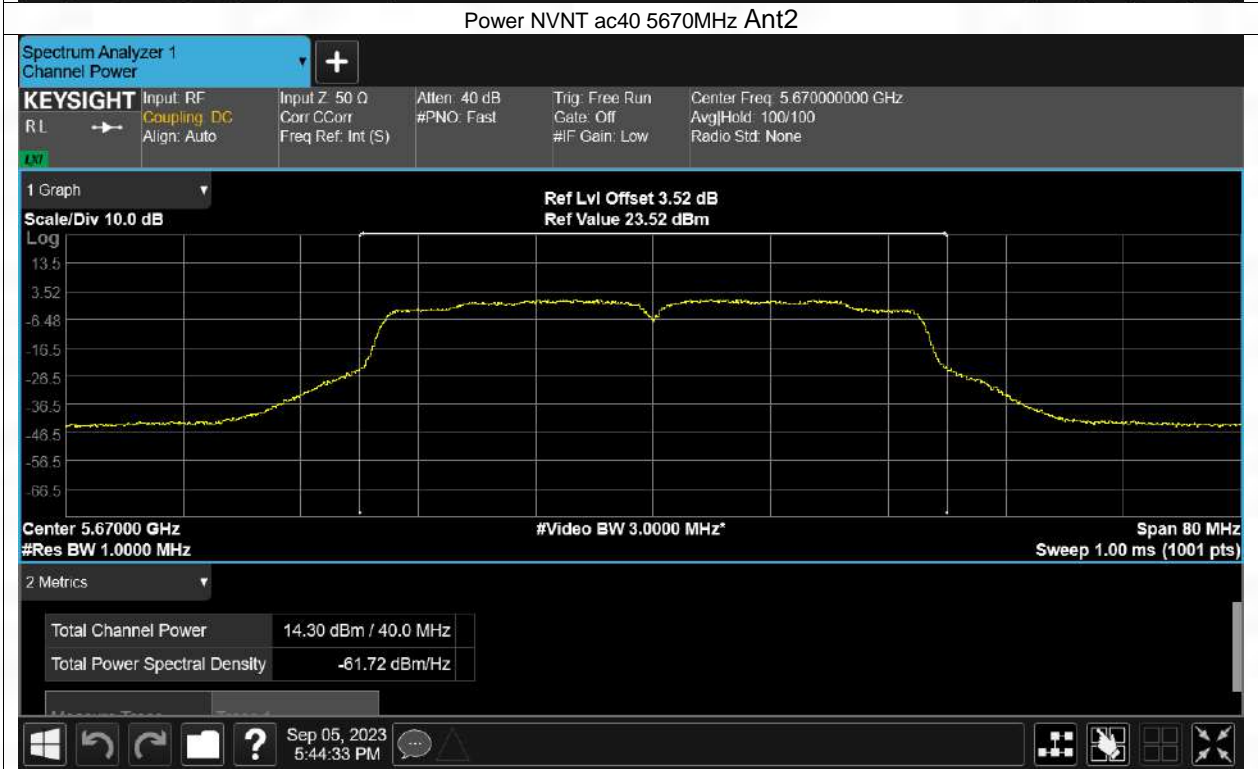 Power NVNT ac40 5670MHz Ant2
Spectrum Analyzer 1
Channel Power
+
KEYSIGHT
RL
LXI
Input: RF
Coupling: DC
Align: Auto
Input Z: 50 Ω
Corr CCorr
Freq Ref: Int (S)
Atten: 40 dB
#PNO: Fast
Trig: Free Run
Gate: Off
#IF Gain: Low
Center Freq: 5.670000000 GHz
Avg|Hold: 100/100
Radio Std: None
1 Graph
Scale/Div 10.0 dB
Ref Lvl Offset 3.52 dB
Ref Value 23.52 dBm
Log
13.5
3.52
-6.48
-16.5
-26.5
-36.5
-46.5
-56.5
-66.5
Center 5.67000 GHz
#Res BW 1.0000 MHz
#Video BW 3.0000 MHz*
Span 80 MHz
Sweep 1.00 ms (1001 pts)
2 Metrics
Total Channel Power 14.30 dBm / 40.0 MHz
Total Power Spectral Density -61.72 dBm/Hz
?
Sep 05, 2023
5:44:33 PM